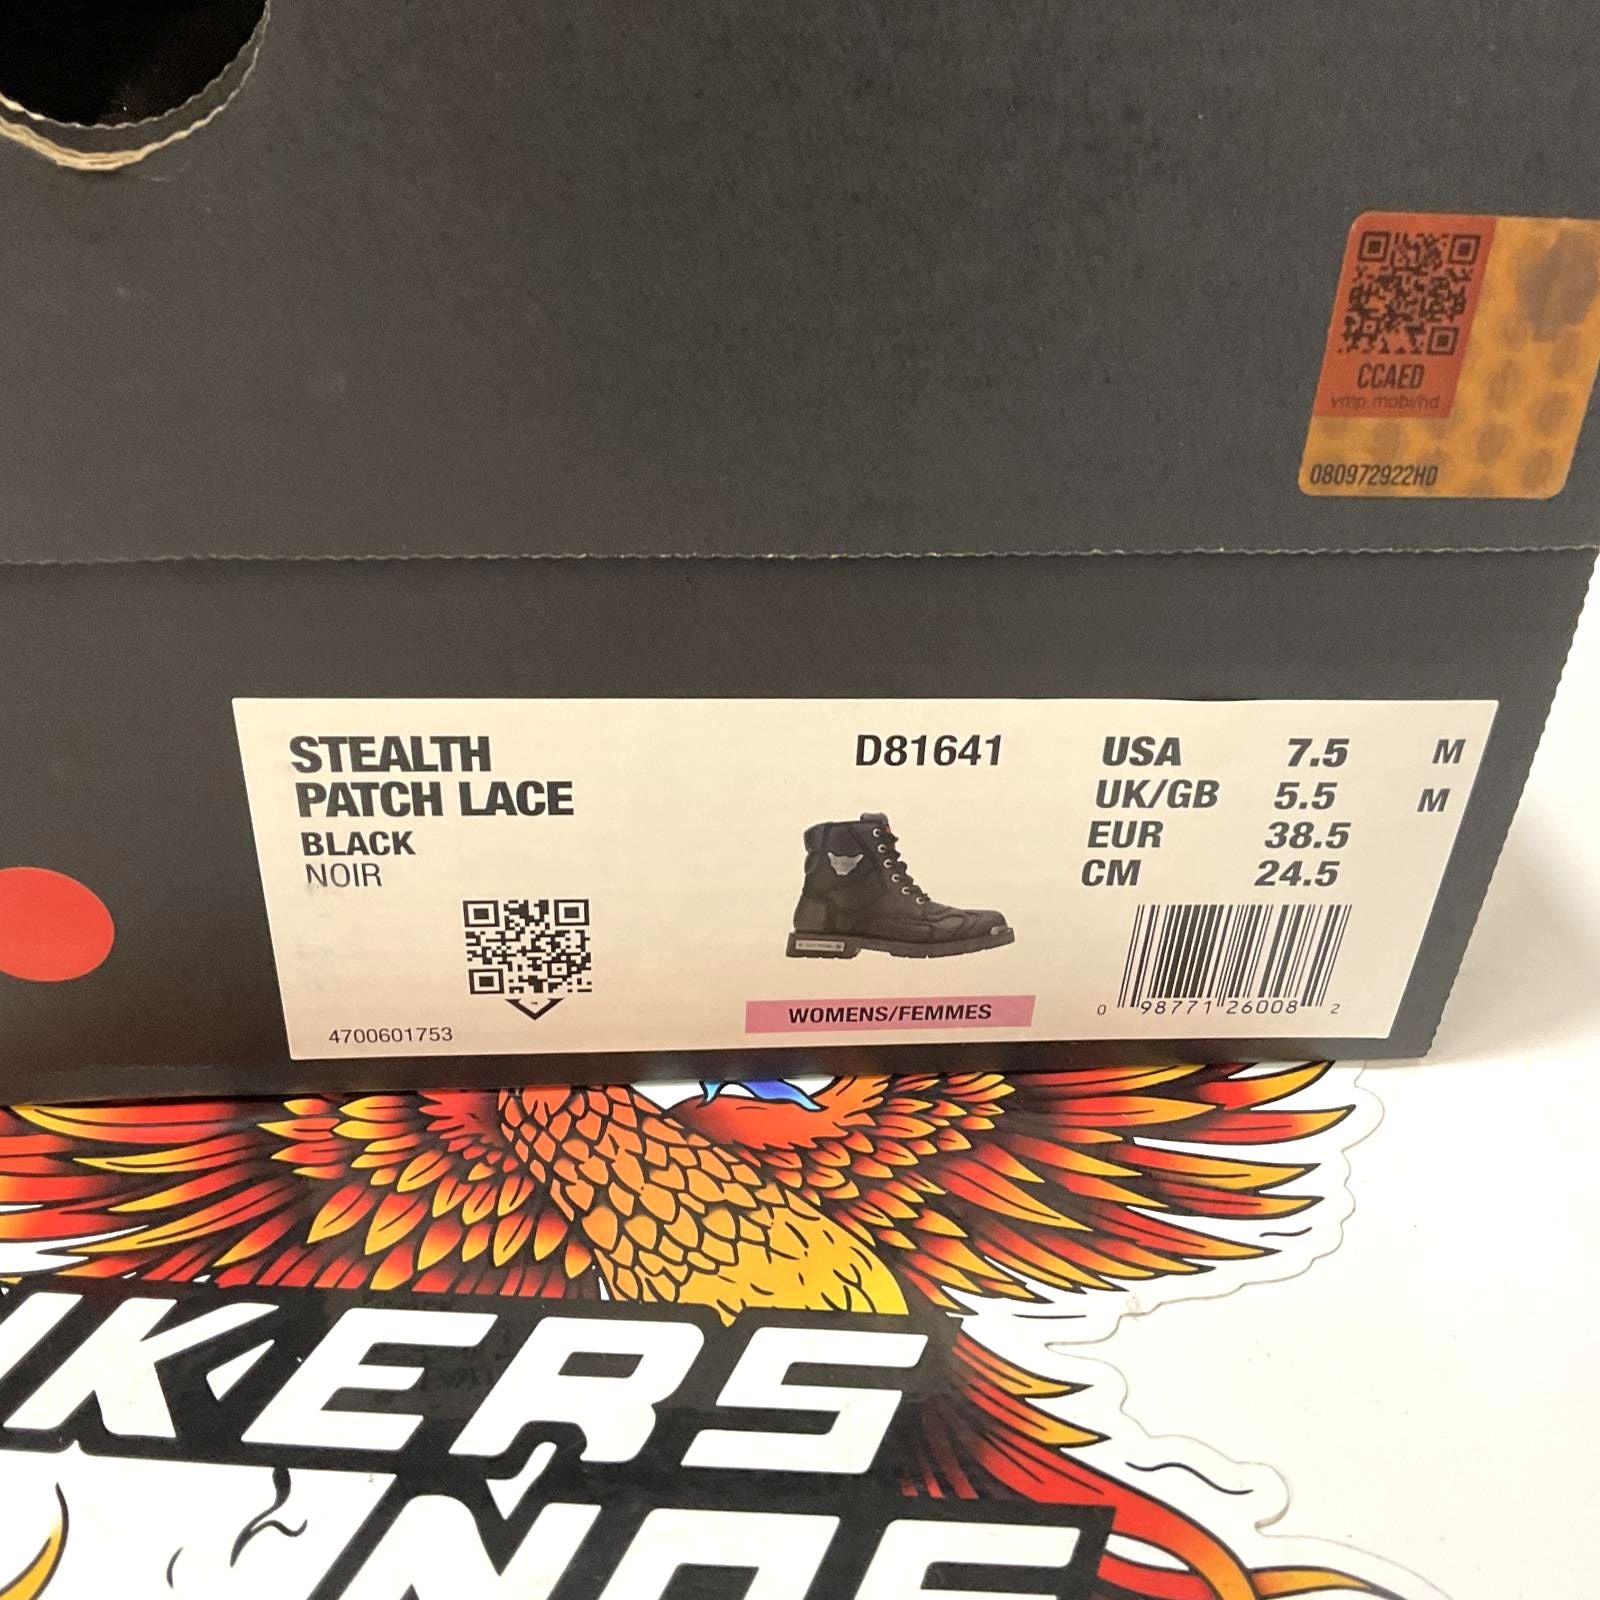 CCAED
vmp.mobi/hd
080972922HD
STEALTH
PATCH LACE
BLACK
NOIR
4700601753
D81641
WOMENS/FEMMES
USA 7.5 M
UK/GB 5.5 M
EUR 38.5
CM 24.5
0 98771 26008 2
IKERS